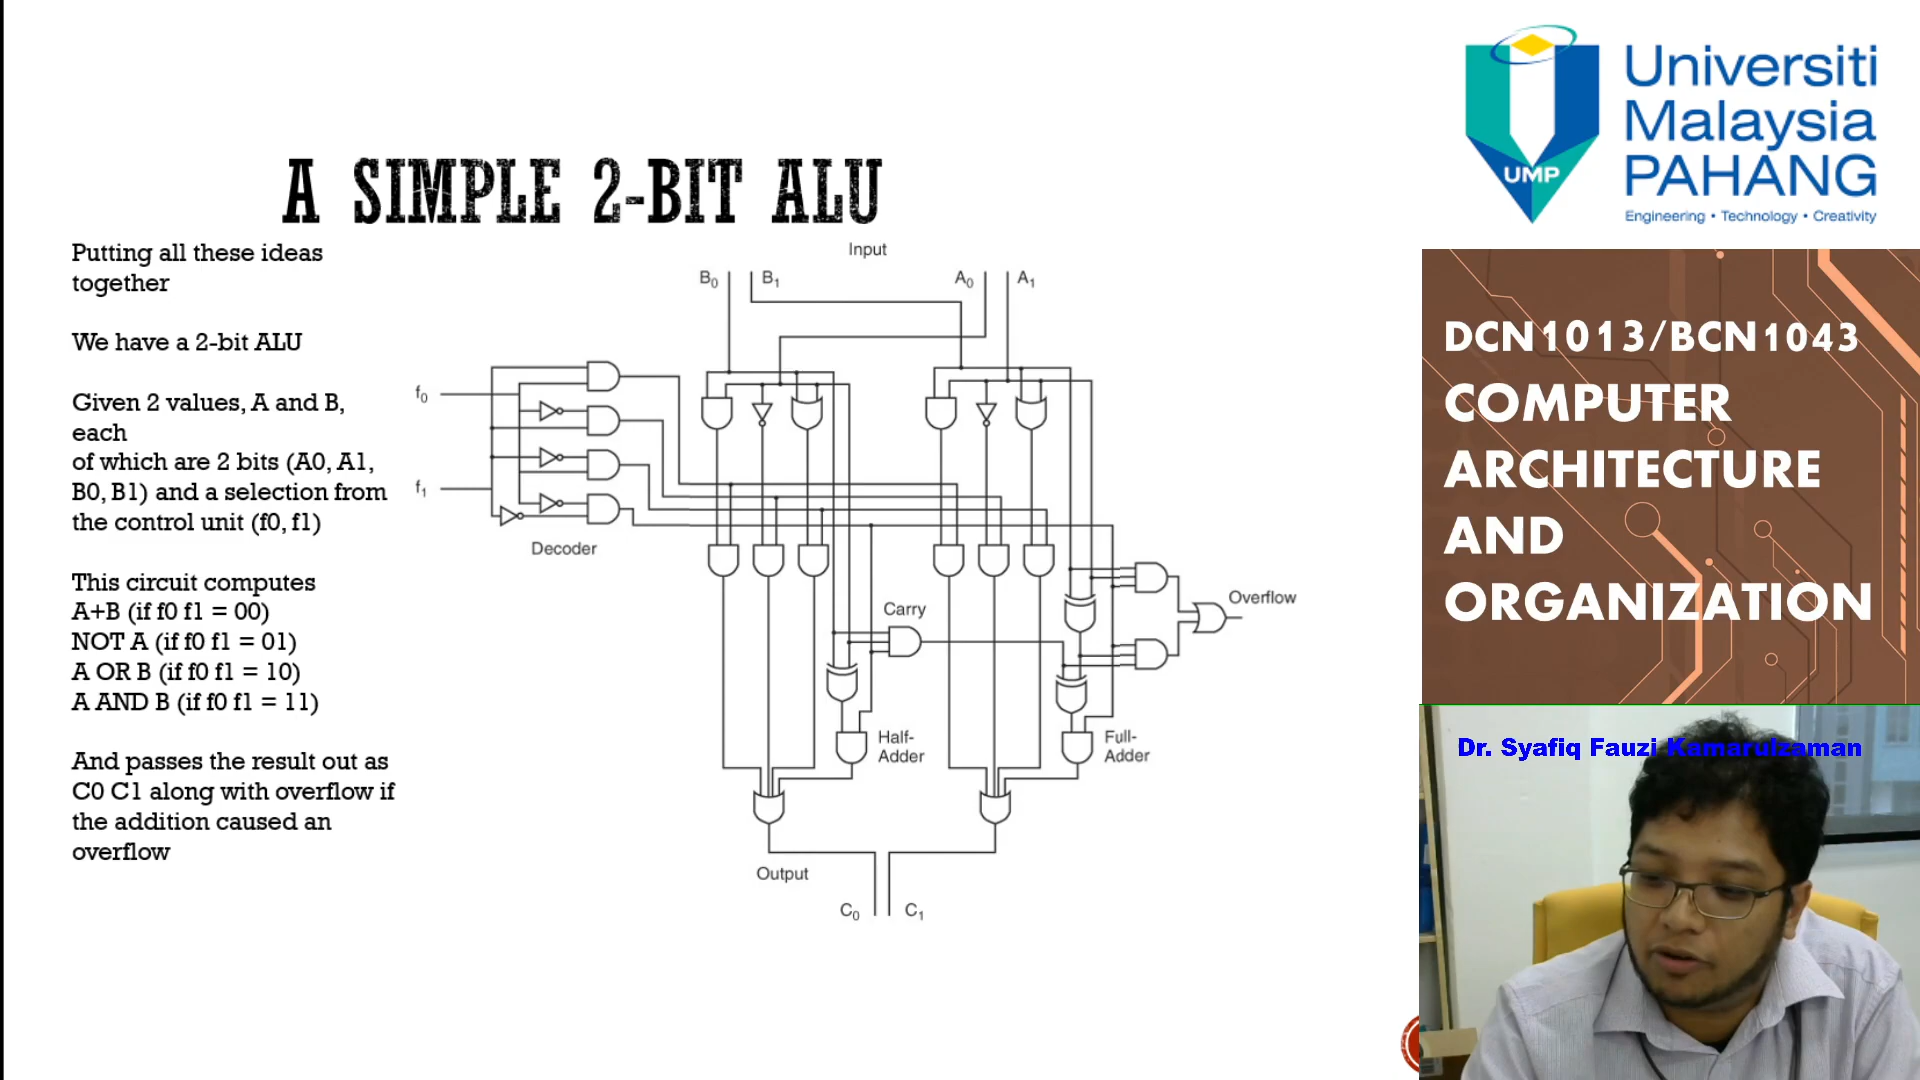 A SIMPLE 2-BIT ALU
Putting all these ideas
together
We have a 2-bit ALU
Given 2 values, A and B,
each
of which are 2 bits (A0, A1,
B0, B1) and a selection from
the control unit (f0, f1)
This circuit computes
A+B (if f0 f1 = 00)
NOT A (if f0 f1 = 01)
A OR B (if f0 f1 = 10)
A AND B (if f0 f1 = 11)
And passes the result out as
C0 C1 along with overflow if
the addition caused an
overflow
Input
B₀ B₁ A₀ A₁
f₀
f₁
Decoder
Carry
Overflow
Half-
Adder
Full-
Adder
Output
C₀ C₁
Universiti
Malaysia
PAHANG
Engineering • Technology • Creativity
UMP
DCN1013/BCN1043
COMPUTER
ARCHITECTURE
AND
ORGANIZATION
Dr. Syafiq Fauzi Kamarulzaman